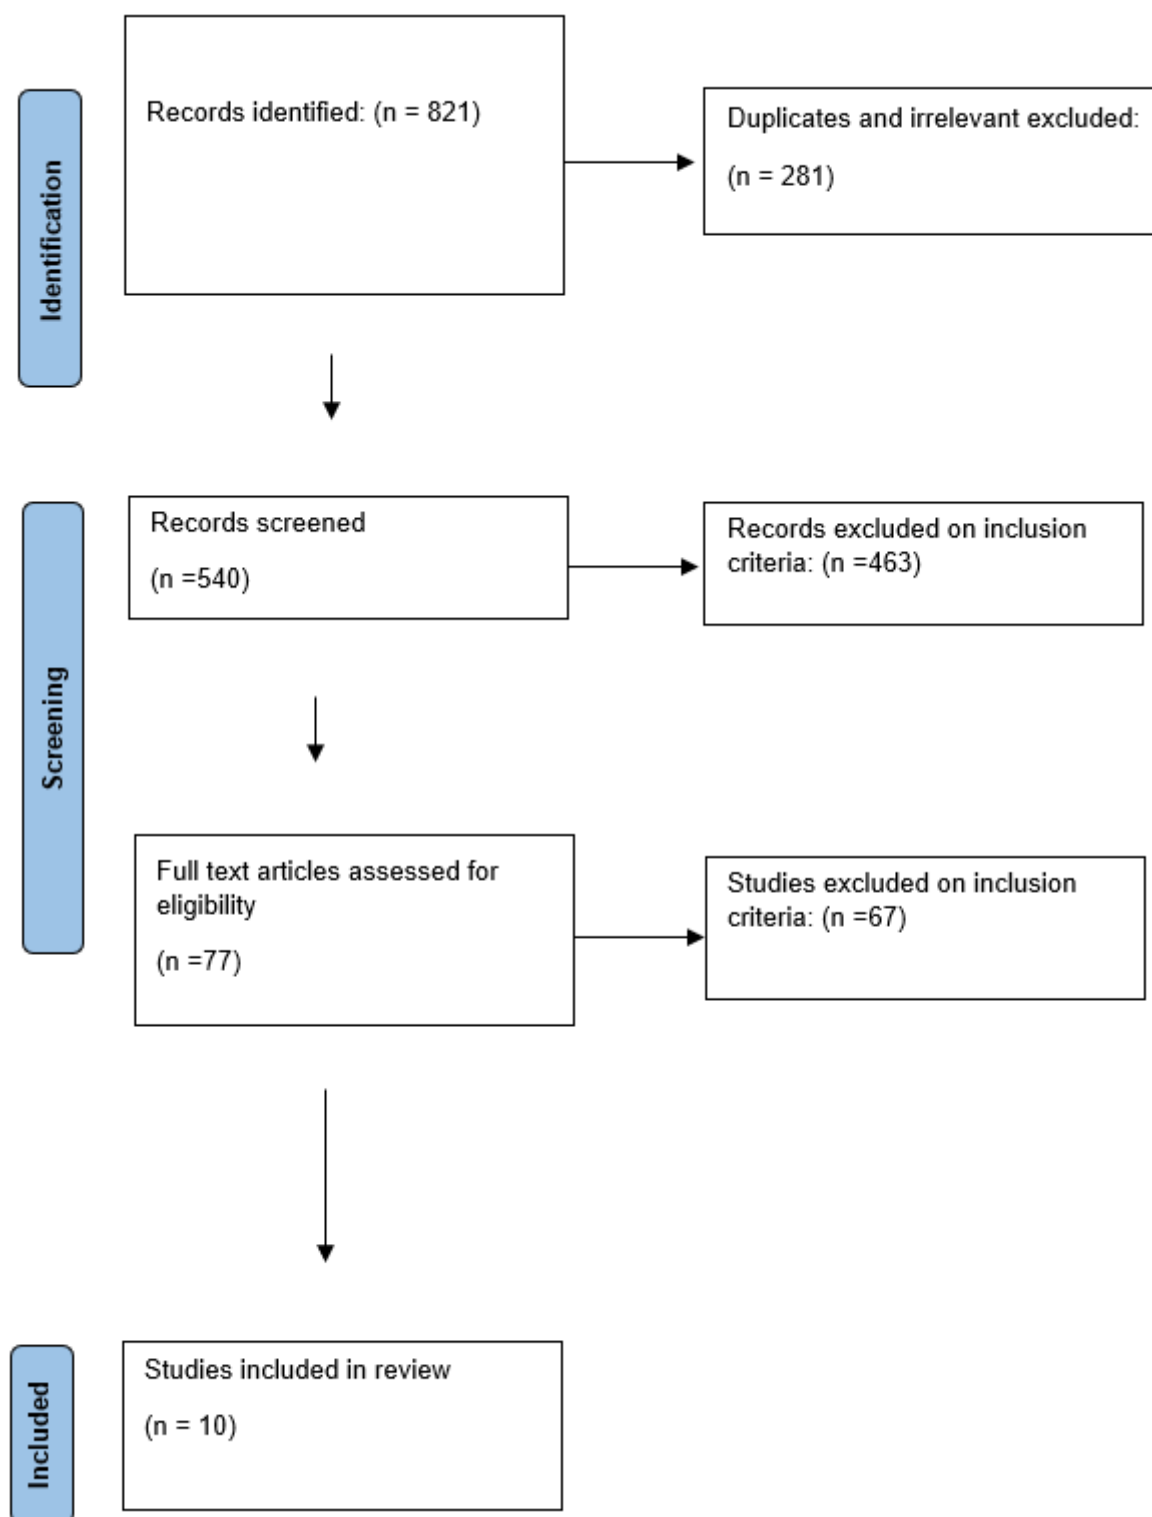 Identification
Records identified: (n = 821)
Duplicates and irrelevant excluded:
(n = 281)
Screening
Records screened
(n =540)
Records excluded on inclusion
criteria: (n =463)
Full text articles assessed for
eligibility
(n =77)
Studies excluded on inclusion
criteria: (n =67)
Included
Studies included in review
(n = 10)